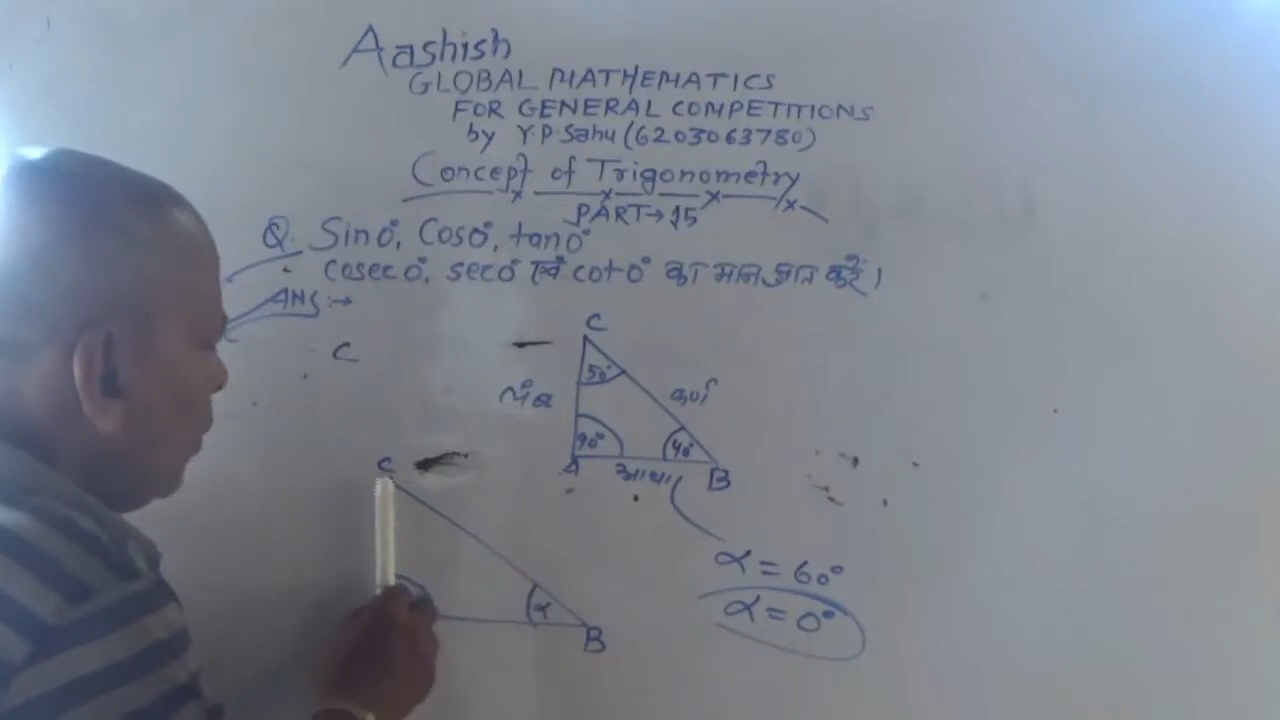 Aashish
GLOBAL MATHEMATICS
FOR GENERAL COMPETITIONS
by Y.P. Sahu (6203063780)
Concept of Trigonometry
PART→15
Q. Sin0°, Cos0°, tan0°
cosec0°, sec0° एवं cot0° का मान ज्ञात करें।
ANS:→
C
C
50°
लंब
कर्ण
90°
40°
A
आधा
B
C
α
B
α = 60°
α = 0°